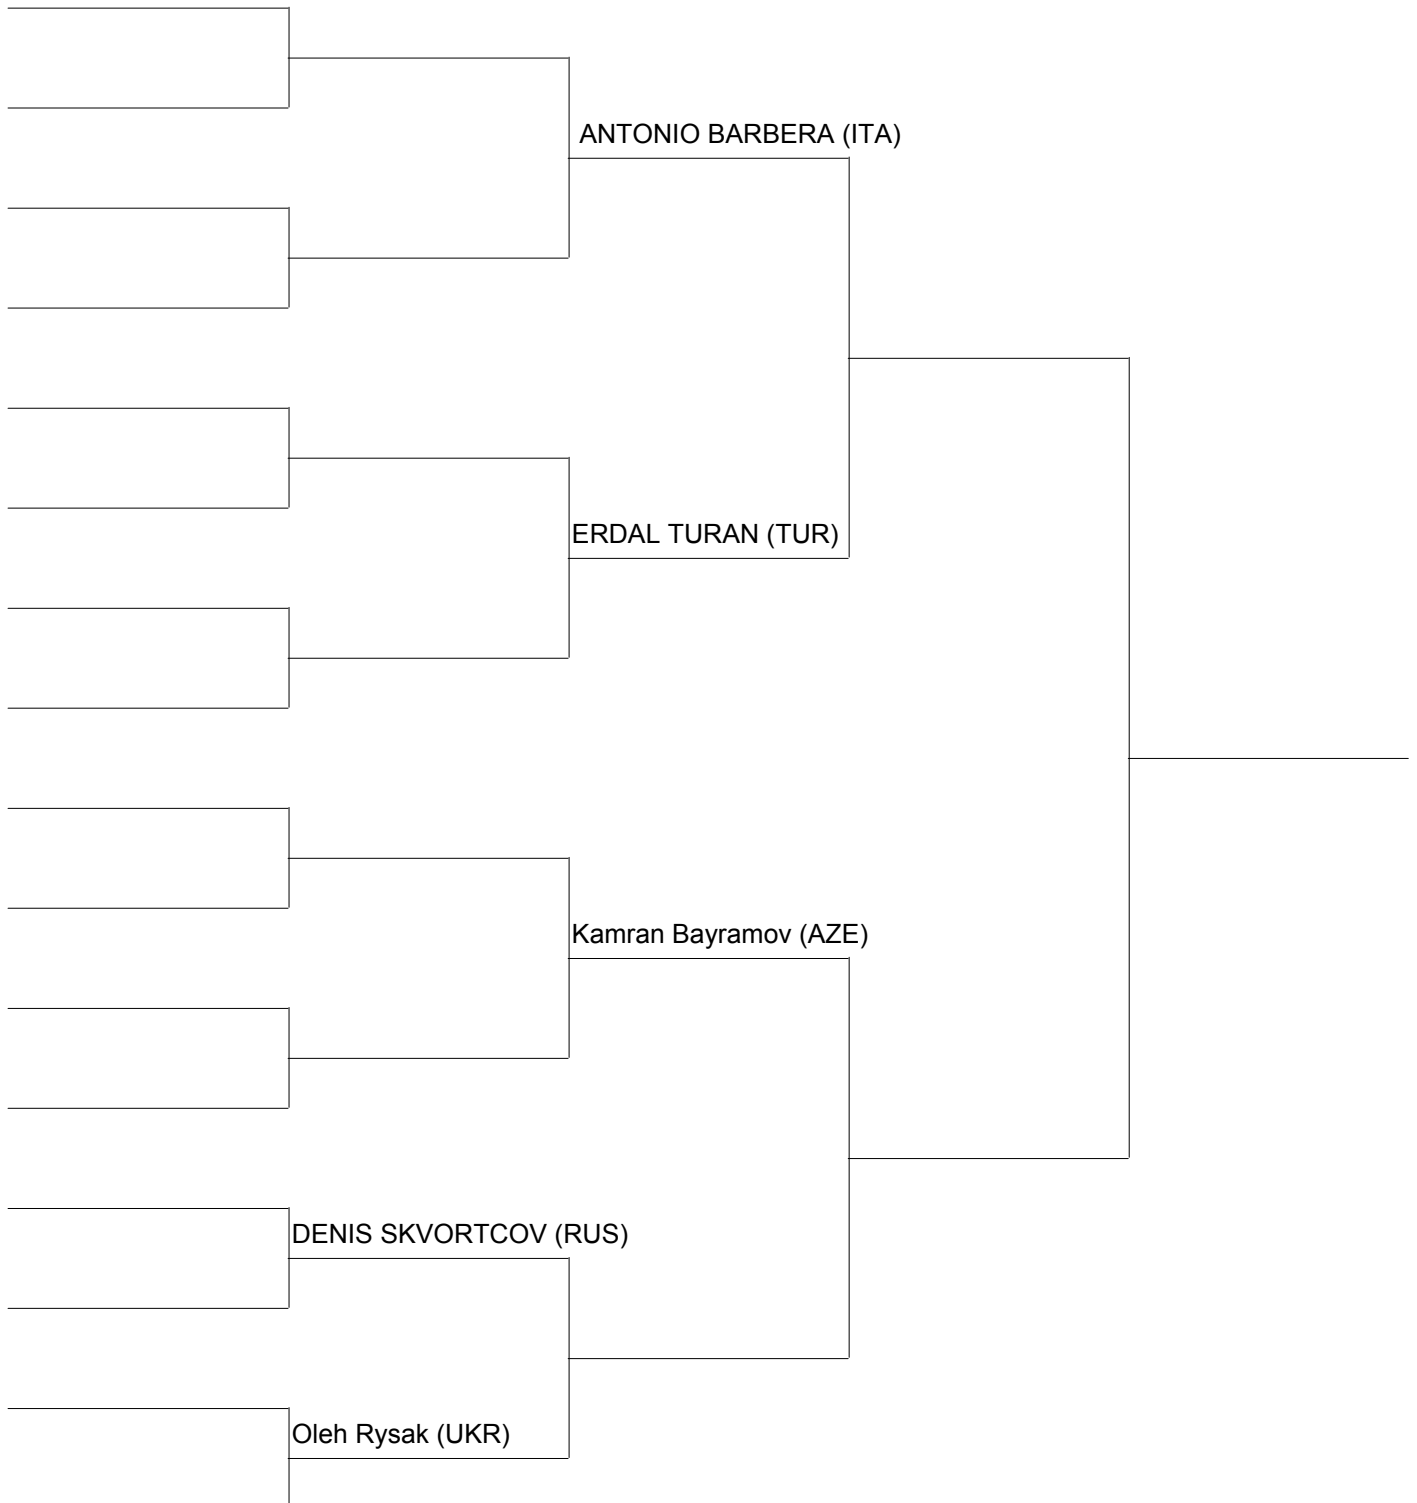 ANTONIO BARBERA (ITA)
ERDAL TURAN (TUR)
Kamran Bayramov (AZE)
DENIS SKVORTCOV (RUS)
Oleh Rysak (UKR)